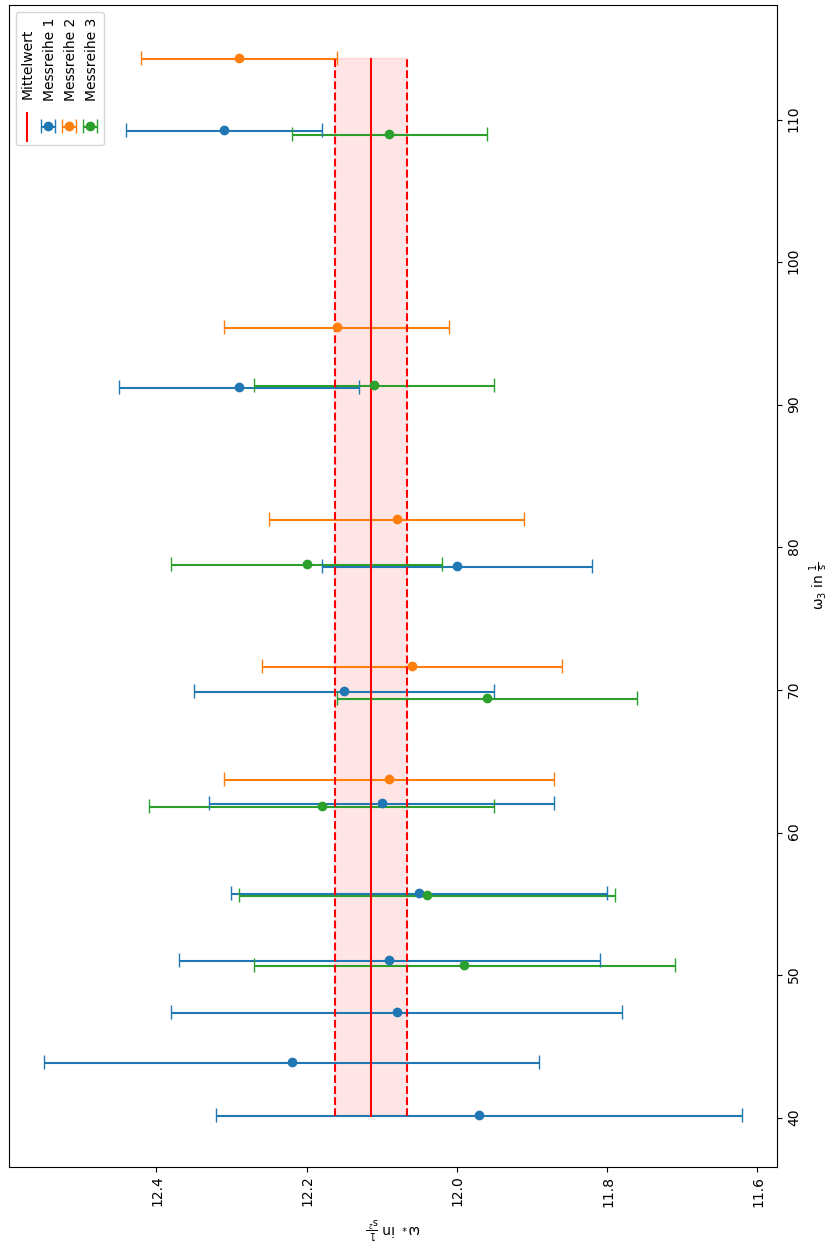 Mittelwert
Messreihe 1
Messreihe 2
Messreihe 3
12.4
12.2
12.0
11.8
11.6
ω* in 1/s²
40 50 60 70 80 90 100 110
ω₃ in 1/s